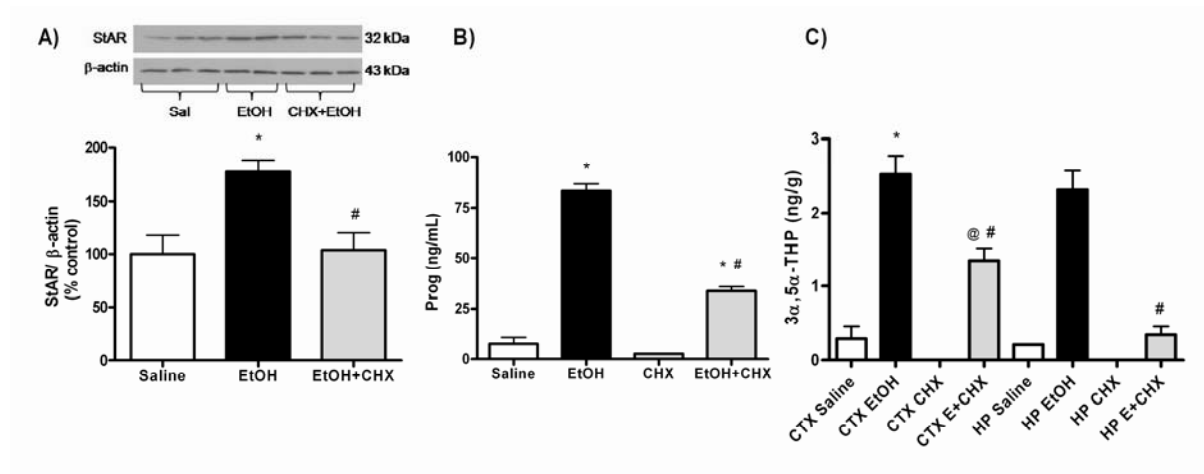 A)
StAR
32 kDa
β-actin
43 kDa
Sal
EtOH
CHX+EtOH
200
150
100
50
0
StAR/ β-actin
(% control)
*
#
Saline
EtOH
EtOH+CHX
B)
100
75
50
25
0
Prog (ng/mL)
*
* #
Saline
EtOH
CHX
EtOH+CHX
C)
3
2
1
0
3α,5α-THP (ng/g)
*
@ #
#
CTX Saline
CTX EtOH
CTX CHX
CTX E+CHX
HP Saline
HP EtOH
HP CHX
HP E+CHX